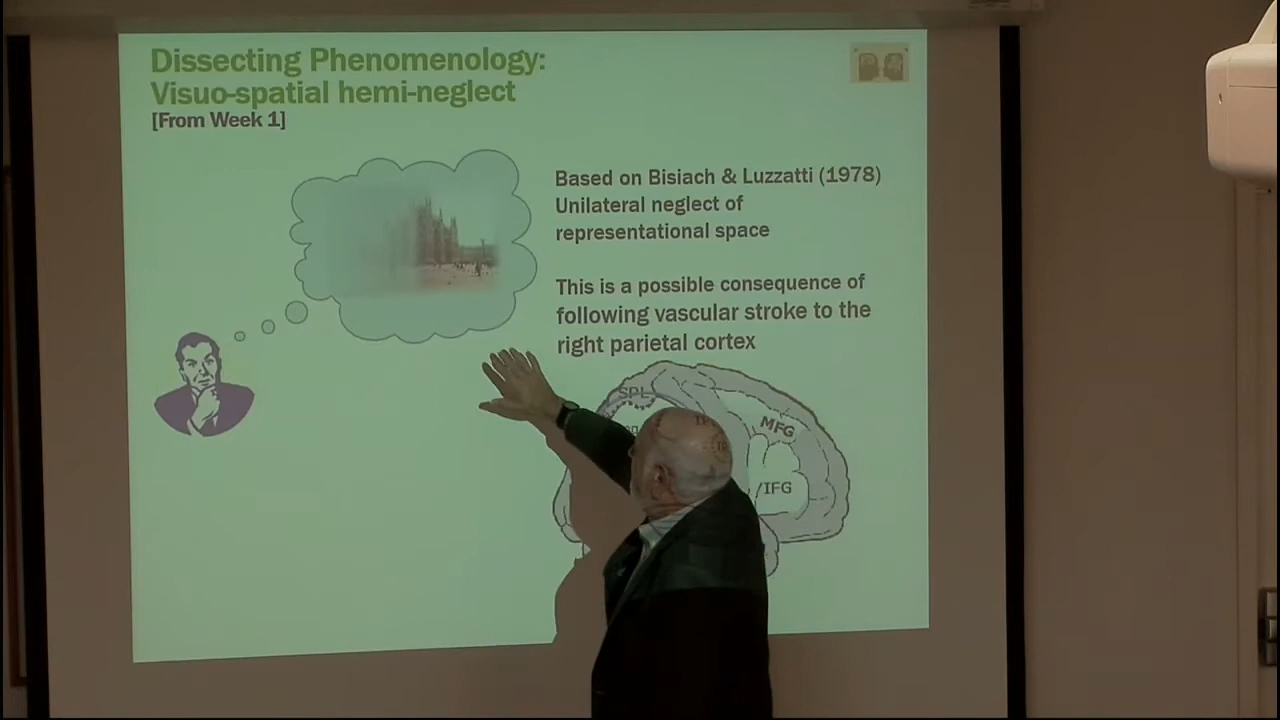 Dissecting Phenomenology:
Visuo-spatial hemi-neglect
[From Week 1]
Based on Bisiach & Luzzatti (1978)
Unilateral neglect of
representational space
This is a possible consequence of
following vascular stroke to the
right parietal cortex
SPL
MFG
/IFG